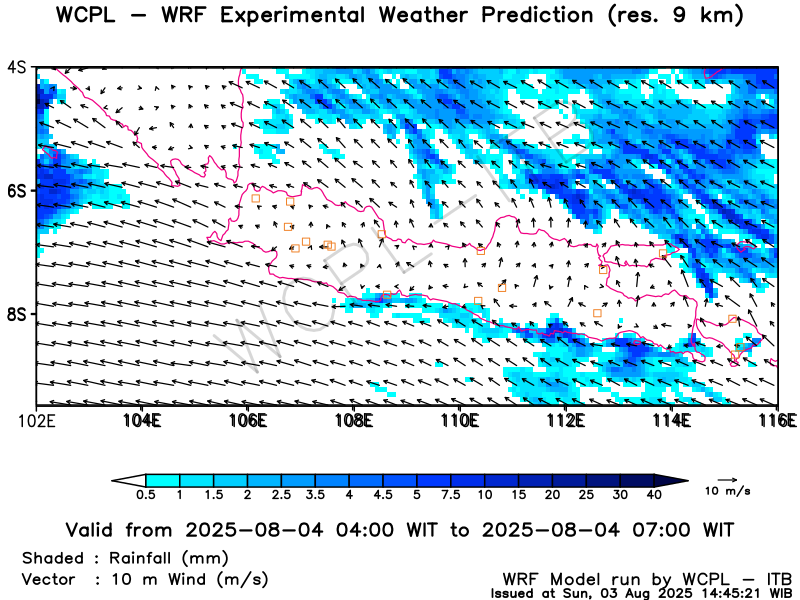 WCPL – WRF Experimental Weather Prediction (res. 9 km)
4S
6S
8S
102E 104E 106E 108E 110E 112E 114E 116E
0.5 1 1.5 2 2.5 3.5 4 4.5 5 7.5 10 15 20 25 30 40
10 m/s
Valid from 2025-08-04 04:00 WIT to 2025-08-04 07:00 WIT
Shaded : Rainfall (mm)
Vector : 10 m Wind (m/s)
WRF Model run by WCPL – ITB
Issued at Sun, 03 Aug 2025 14:45:21 WIB